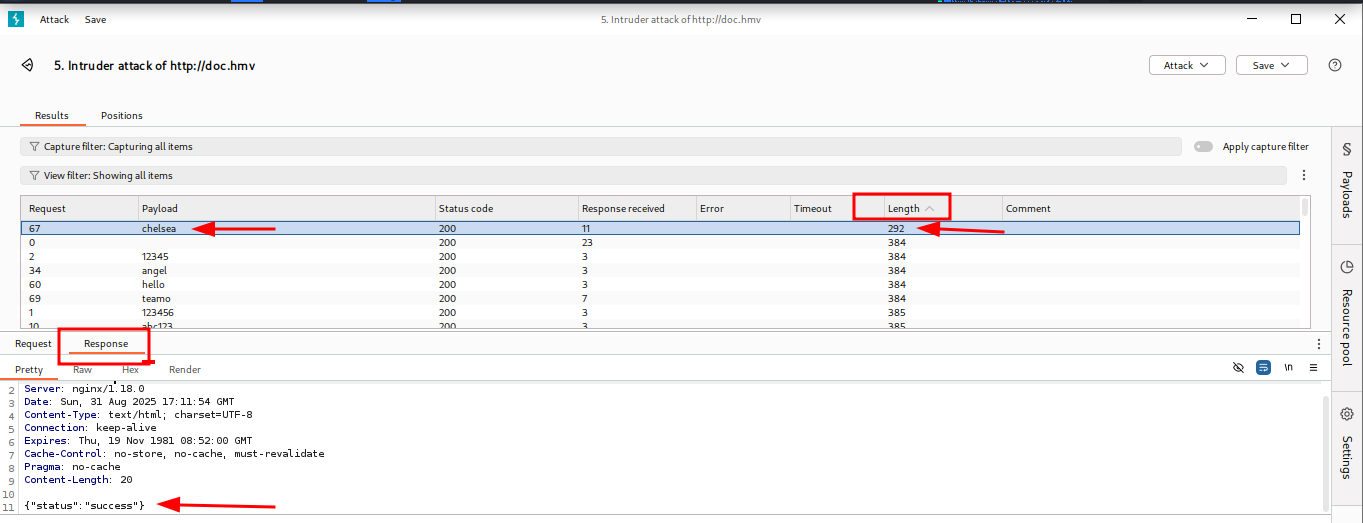 Attack Save 5. Intruder attack of http://doc.hmv
5. Intruder attack of http://doc.hmv Attack Save
Results Positions
Capture filter: Capturing all items Apply capture filter
View filter: Showing all items
Request Payload Status code Response received Error Timeout Length Comment
67 chelsea 200 11 292
0 200 23 384
2 12345 200 3 384
34 angel 200 3 384
60 hello 200 3 384
69 teamo 200 7 384
1 123456 200 3 385
10 abc123 200 3 385
Request Response
Pretty Raw Hex Render
\n
2 Server: nginx/1.18.0
3 Date: Sun, 31 Aug 2025 17:11:54 GMT
4 Content-Type: text/html; charset=UTF-8
5 Connection: keep-alive
6 Expires: Thu, 19 Nov 1981 08:52:00 GMT
7 Cache-Control: no-store, no-cache, must-revalidate
8 Pragma: no-cache
9 Content-Length: 20
10
11 {"status":"success"}
Payloads
Resource pool
Settings